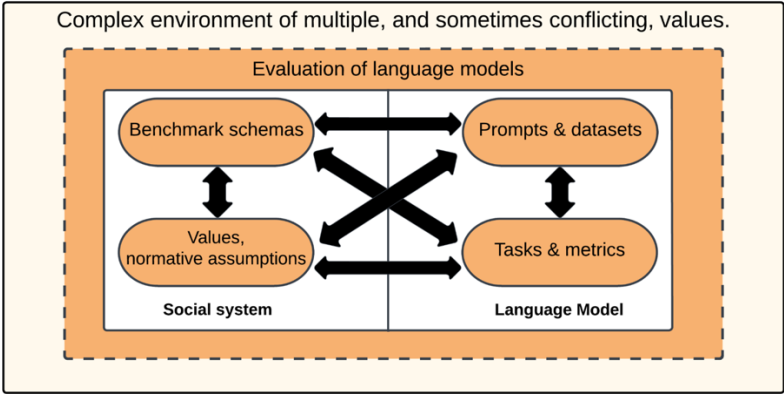 Complex environment of multiple, and sometimes conflicting, values.
Evaluation of language models
Benchmark schemas
Prompts & datasets
Values,
normative assumptions
Tasks & metrics
Social system
Language Model